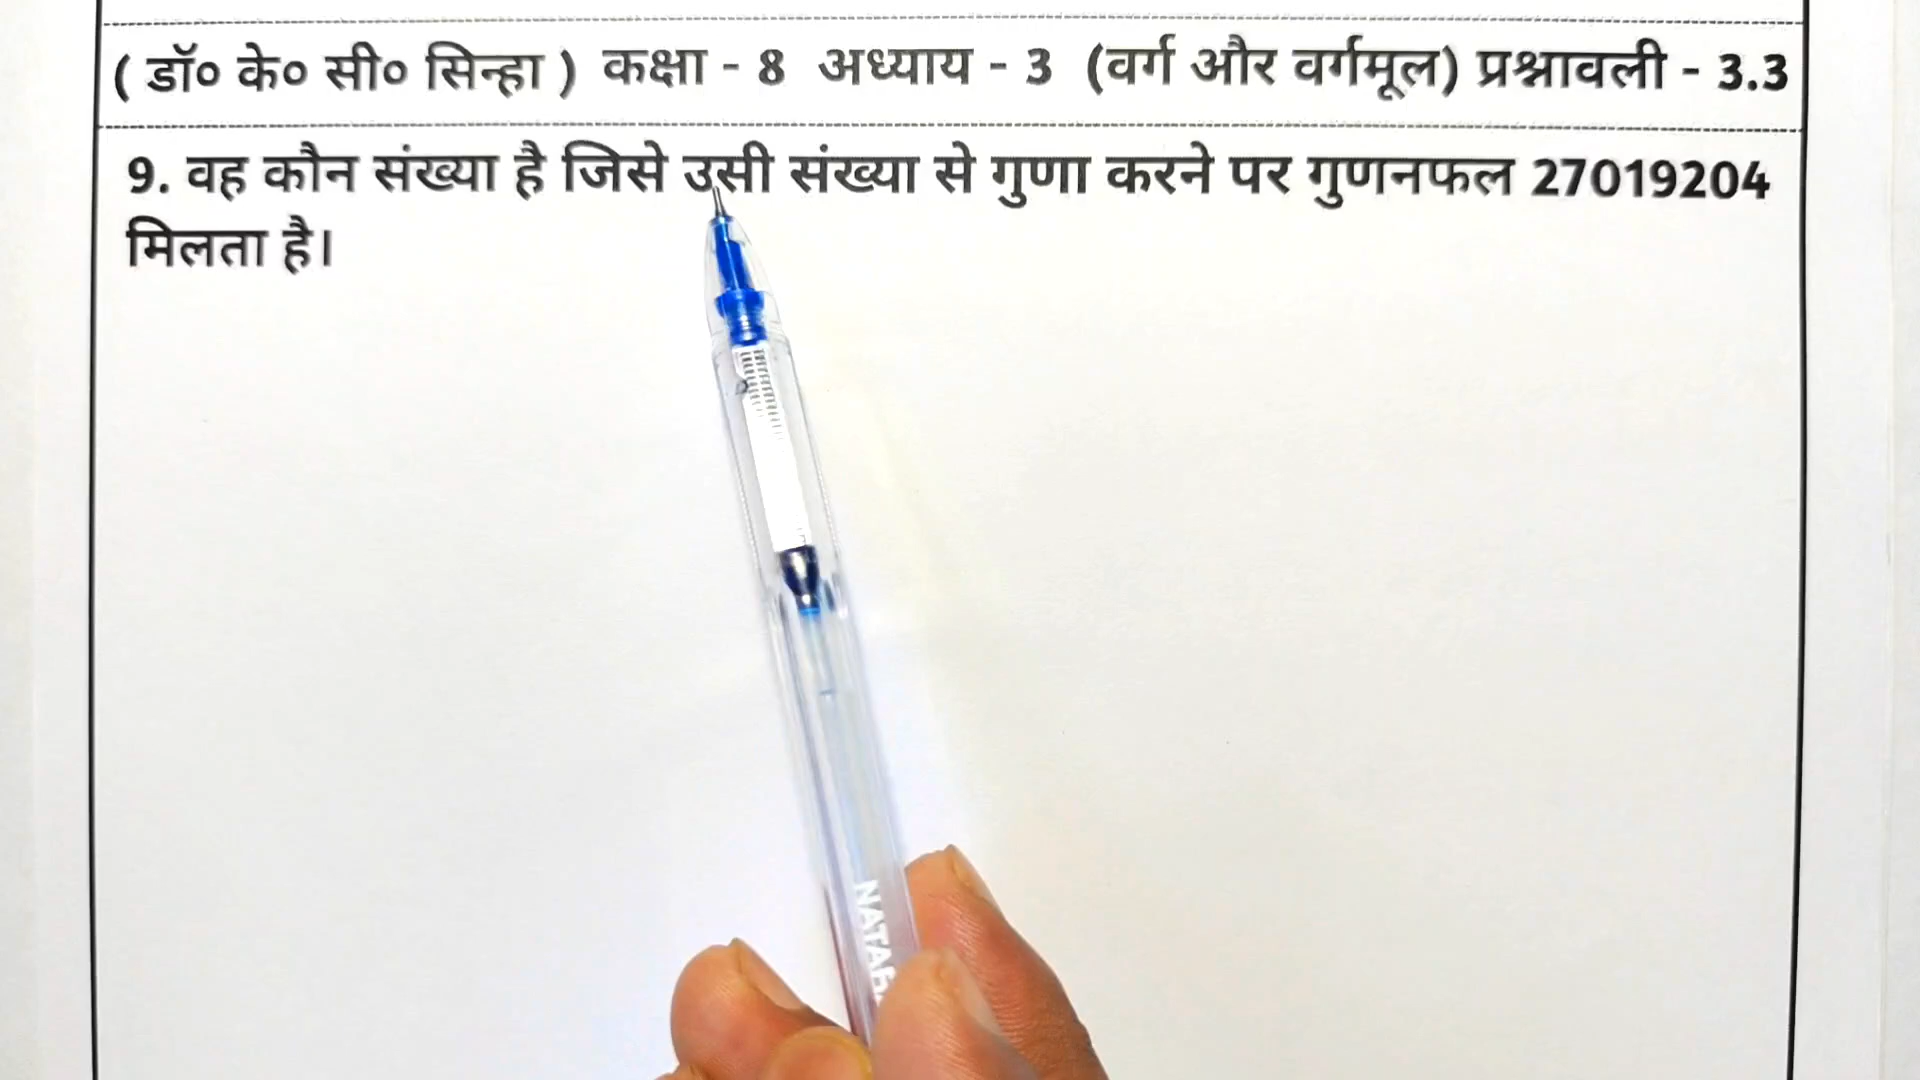 ( डॉ० के० सी० सिन्हा ) कक्षा - 8 अध्याय - 3 (वर्ग और वर्गमूल) प्रश्नावली - 3.3
9. वह कौन संख्या है जिसे उसी संख्या से गुणा करने पर गुणनफल 27019204
मिलता है।